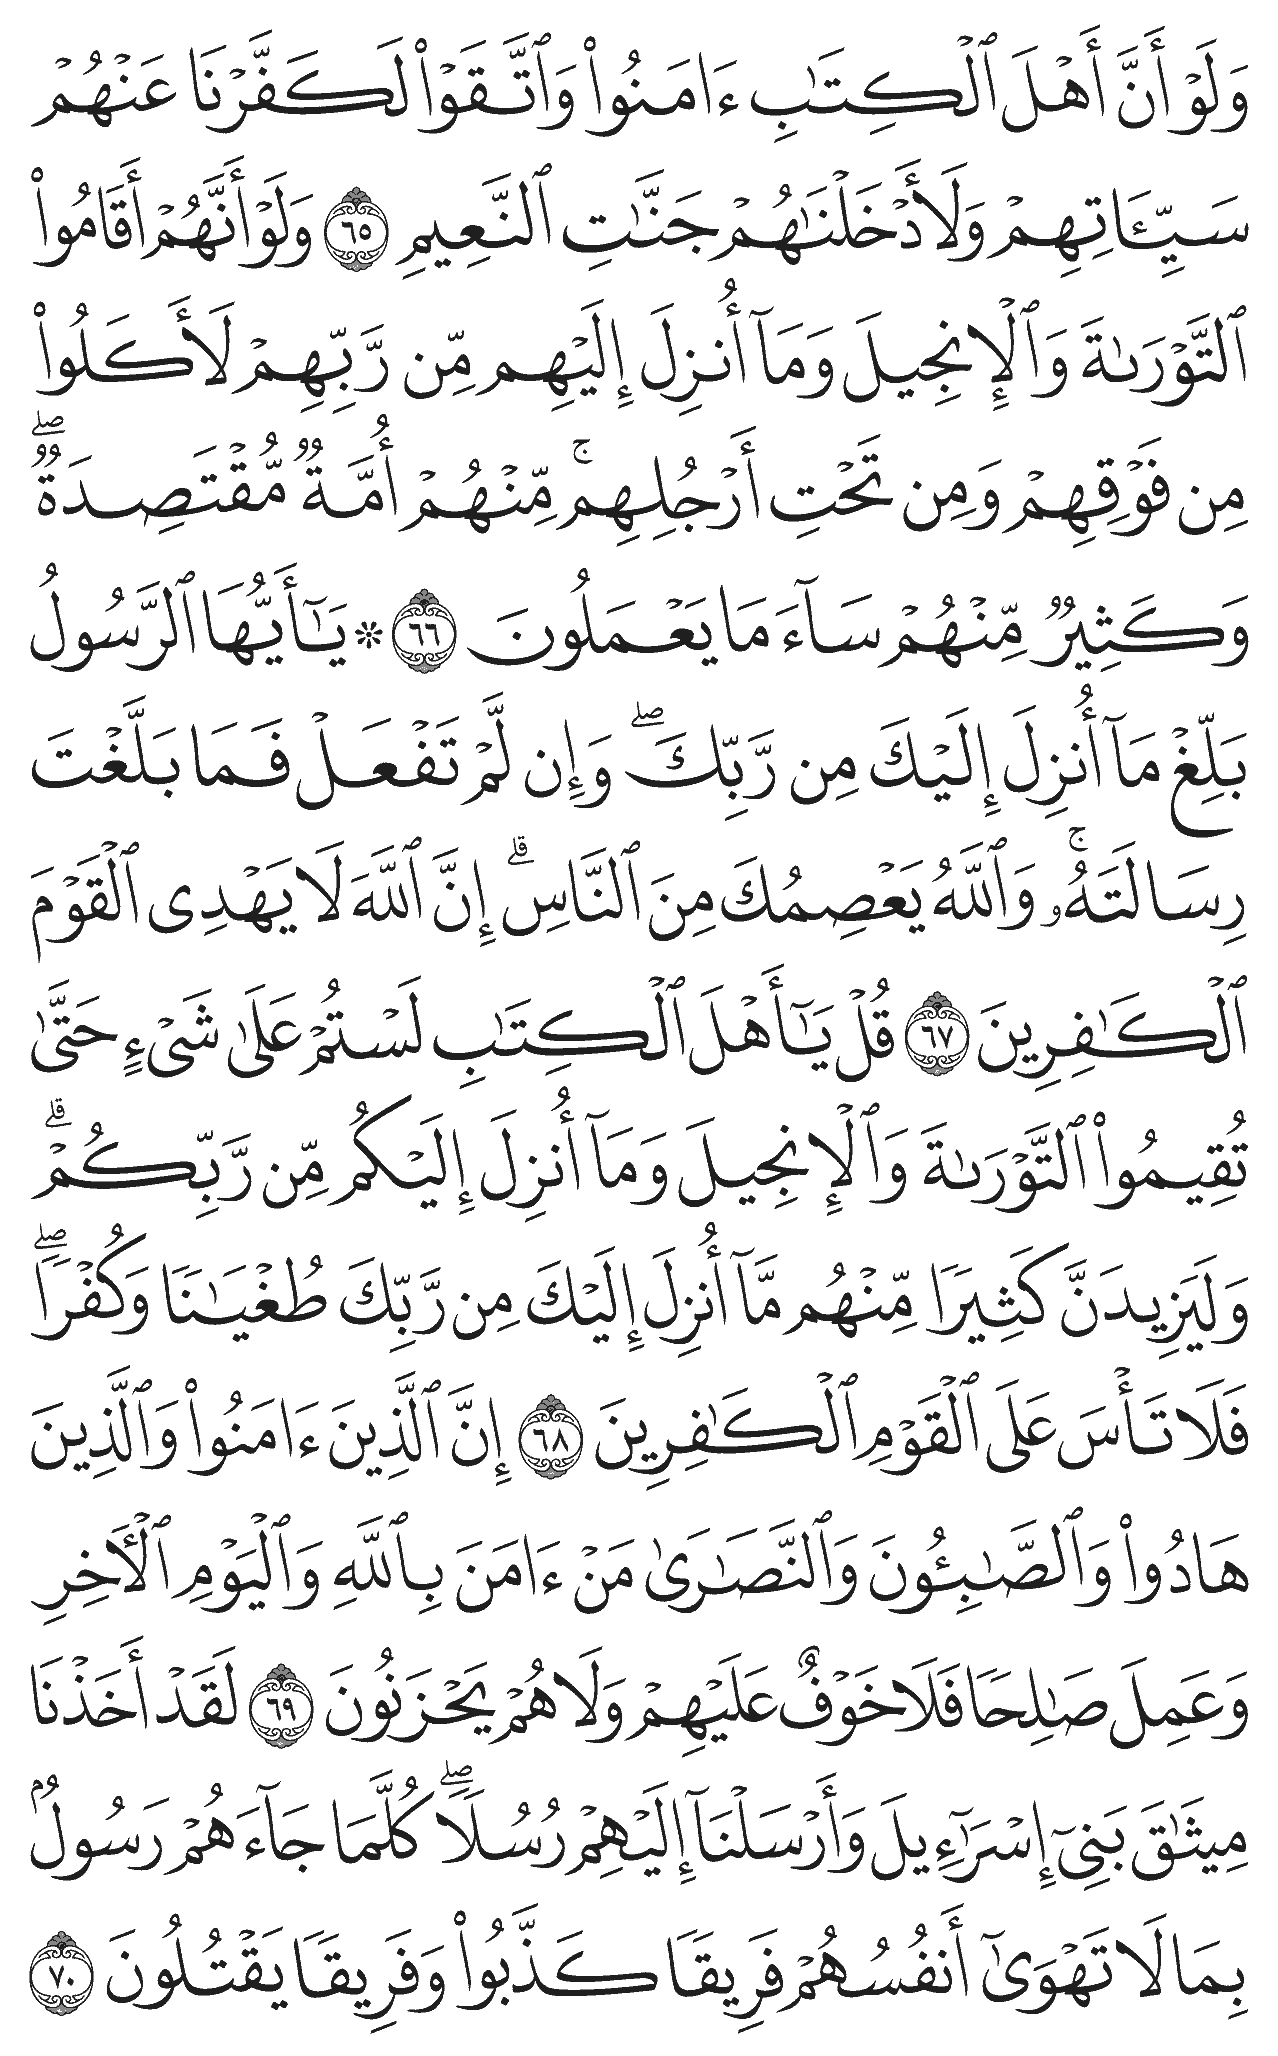 وَلَوْ أَنَّ أَهْلَ ٱلْكِتَٰبِ ءَامَنُوا۟ وَٱتَّقَوْا۟ لَكَفَّرْنَا عَنْهُمْ
سَيِّـَٔاتِهِمْ وَلَأَدْخَلْنَٰهُمْ جَنَّٰتِ ٱلنَّعِيمِ ٦٥ وَلَوْ أَنَّهُمْ أَقَامُوا۟
ٱلتَّوْرَىٰةَ وَٱلْإِنجِيلَ وَمَآ أُنزِلَ إِلَيْهِم مِّن رَّبِّهِمْ لَأَكَلُوا۟
مِن فَوْقِهِمْ وَمِن تَحْتِ أَرْجُلِهِم ۚ مِّنْهُمْ أُمَّةٌ مُّقْتَصِدَةٌ ۖ
وَكَثِيرٌ مِّنْهُمْ سَآءَ مَا يَعْمَلُونَ ٦٦ ۞ يَٰٓأَيُّهَا ٱلرَّسُولُ
بَلِّغْ مَآ أُنزِلَ إِلَيْكَ مِن رَّبِّكَ ۖ وَإِن لَّمْ تَفْعَلْ فَمَا بَلَّغْتَ
رِسَالَتَهُۥ ۚ وَٱللَّهُ يَعْصِمُكَ مِنَ ٱلنَّاسِ ۗ إِنَّ ٱللَّهَ لَا يَهْدِى ٱلْقَوْمَ
ٱلْكَٰفِرِينَ ٦٧ قُلْ يَٰٓأَهْلَ ٱلْكِتَٰبِ لَسْتُمْ عَلَىٰ شَىْءٍ حَتَّىٰ
تُقِيمُوا۟ ٱلتَّوْرَىٰةَ وَٱلْإِنجِيلَ وَمَآ أُنزِلَ إِلَيْكُم مِّن رَّبِّكُمْ ۗ
وَلَيَزِيدَنَّ كَثِيرًا مِّنْهُم مَّآ أُنزِلَ إِلَيْكَ مِن رَّبِّكَ طُغْيَٰنًا وَكُفْرًا ۖ
فَلَا تَأْسَ عَلَى ٱلْقَوْمِ ٱلْكَٰفِرِينَ ٦٨ إِنَّ ٱلَّذِينَ ءَامَنُوا۟ وَٱلَّذِينَ
هَادُوا۟ وَٱلصَّٰبِـُٔونَ وَٱلنَّصَٰرَىٰ مَنْ ءَامَنَ بِٱللَّهِ وَٱلْيَوْمِ ٱلْـَٔاخِرِ
وَعَمِلَ صَٰلِحًا فَلَا خَوْفٌ عَلَيْهِمْ وَلَا هُمْ يَحْزَنُونَ ٦٩ لَقَدْ أَخَذْنَا
مِيثَٰقَ بَنِىٓ إِسْرَٰٓءِيلَ وَأَرْسَلْنَآ إِلَيْهِمْ رُسُلًا ۖ كُلَّمَا جَآءَهُمْ رَسُولٌۢ
بِمَا لَا تَهْوَىٰٓ أَنفُسُهُمْ فَرِيقًا كَذَّبُوا۟ وَفَرِيقًا يَقْتُلُونَ ٧٠